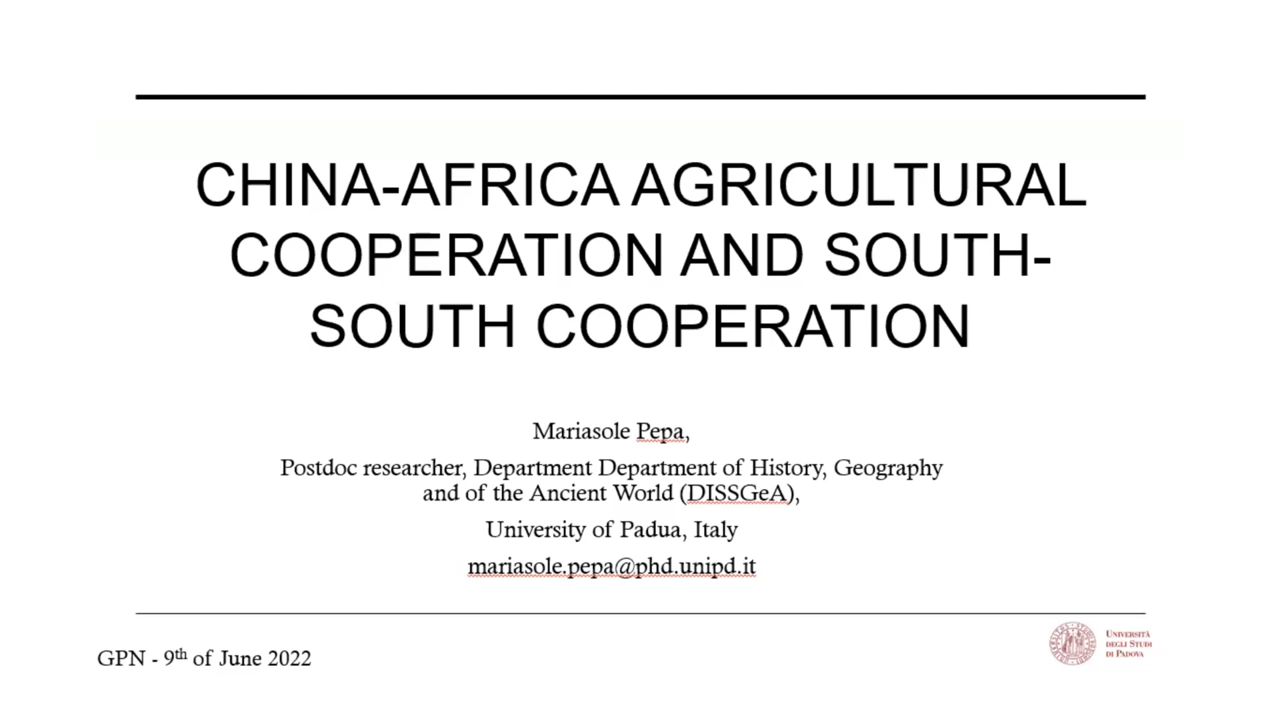 CHINA-AFRICA AGRICULTURAL
COOPERATION AND SOUTH-
SOUTH COOPERATION
Mariasole Pepa,
Postdoc researcher, Department Department of History, Geography
and of the Ancient World (DISSGeA),
University of Padua, Italy
mariasole.pepa@phd.unipd.it
GPN - 9th of June 2022
UNIVERSITÀ
DEGLI STUDI
DI PADOVA